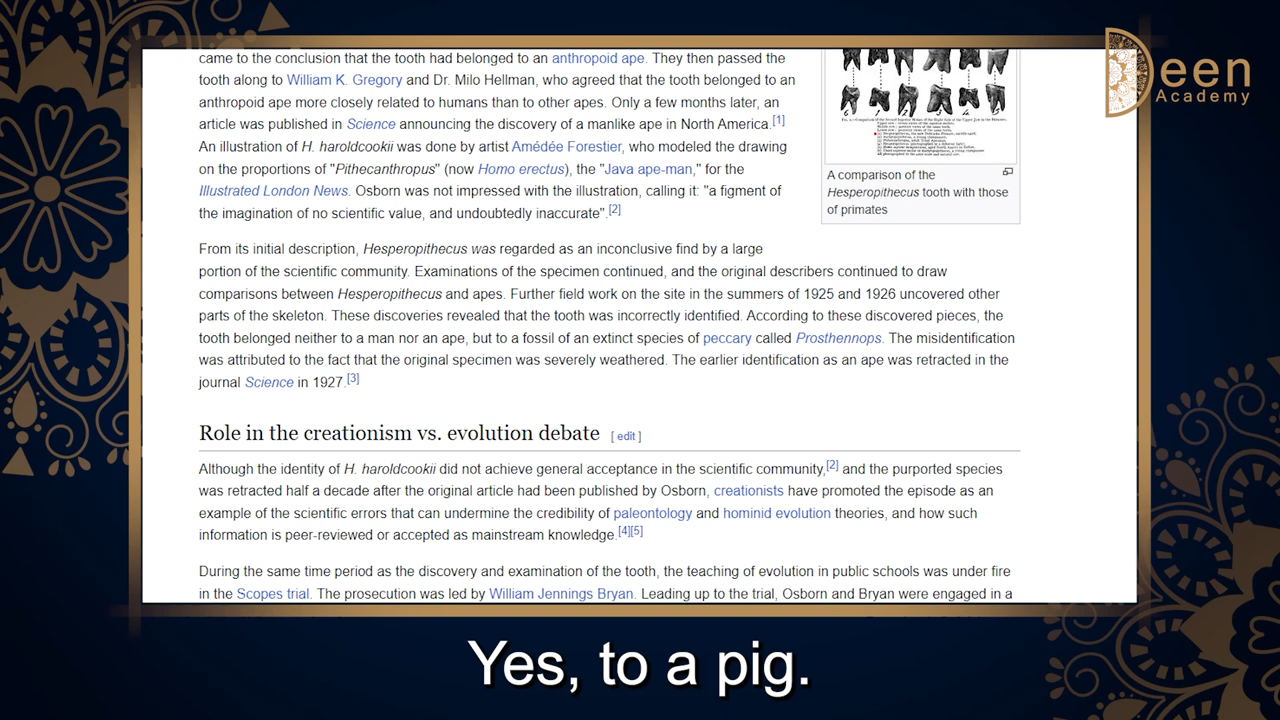 came to the conclusion that the tooth had belonged to an anthropoid ape. They then passed the
tooth along to William K. Gregory and Dr. Milo Hellman, who agreed that the tooth belonged to an
anthropoid ape more closely related to humans than to other apes. Only a few months later, an
article was published in Science announcing the discovery of a manlike ape in North America.[1]
An illustration of H. haroldcookii was done by artist Amédée Forestier, who modeled the drawing
on the proportions of "Pithecanthropus" (now Homo erectus), the "Java ape-man," for the
Illustrated London News. Osborn was not impressed with the illustration, calling it: "a figment of
the imagination of no scientific value, and undoubtedly inaccurate".[2]
A comparison of the
Hesperopithecus tooth with those
of primates
From its initial description, Hesperopithecus was regarded as an inconclusive find by a large
portion of the scientific community. Examinations of the specimen continued, and the original describers continued to draw
comparisons between Hesperopithecus and apes. Further field work on the site in the summers of 1925 and 1926 uncovered other
parts of the skeleton. These discoveries revealed that the tooth was incorrectly identified. According to these discovered pieces, the
tooth belonged neither to a man nor an ape, but to a fossil of an extinct species of peccary called Prosthennops. The misidentification
was attributed to the fact that the original specimen was severely weathered. The earlier identification as an ape was retracted in the
journal Science in 1927.[3]
Role in the creationism vs. evolution debate [ edit ]
Although the identity of H. haroldcookii did not achieve general acceptance in the scientific community,[2] and the purported species
was retracted half a decade after the original article had been published by Osborn, creationists have promoted the episode as an
example of the scientific errors that can undermine the credibility of paleontology and hominid evolution theories, and how such
information is peer-reviewed or accepted as mainstream knowledge.[4][5]
During the same time period as the discovery and examination of the tooth, the teaching of evolution in public schools was under fire
in the Scopes trial. The prosecution was led by William Jennings Bryan. Leading up to the trial, Osborn and Bryan were engaged in a
Deen
Academy
Yes, to a pig.